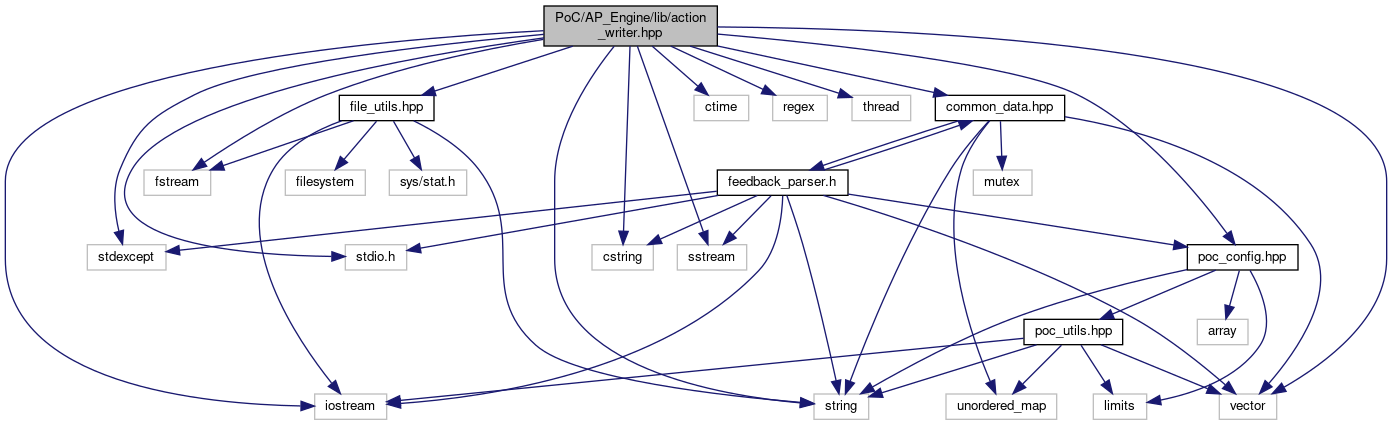 PoC/AP_Engine/lib/action
_writer.hpp
file_utils.hpp
ctime
regex
thread
common_data.hpp
fstream
filesystem
sys/stat.h
feedback_parser.h
mutex
stdexcept
stdio.h
cstring
sstream
poc_config.hpp
poc_utils.hpp
array
iostream
string
unordered_map
limits
vector